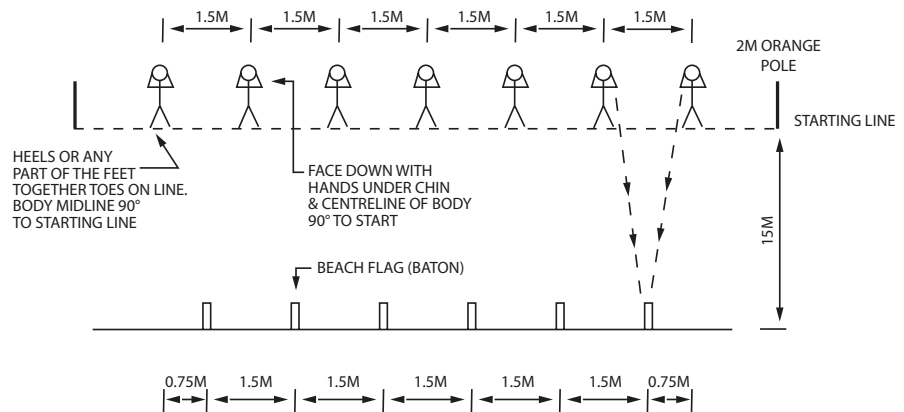 1.5M 1.5M 1.5M 1.5M 1.5M 1.5M
2M ORANGE
POLE
STARTING LINE
HEELS OR ANY
PART OF THE FEET
TOGETHER TOES ON LINE.
BODY MIDLINE 90°
TO STARTING LINE
FACE DOWN WITH
HANDS UNDER CHIN
& CENTRELINE OF BODY
90° TO START
15M
BEACH FLAG (BATON)
0.75M 1.5M 1.5M 1.5M 1.5M 1.5M 0.75M